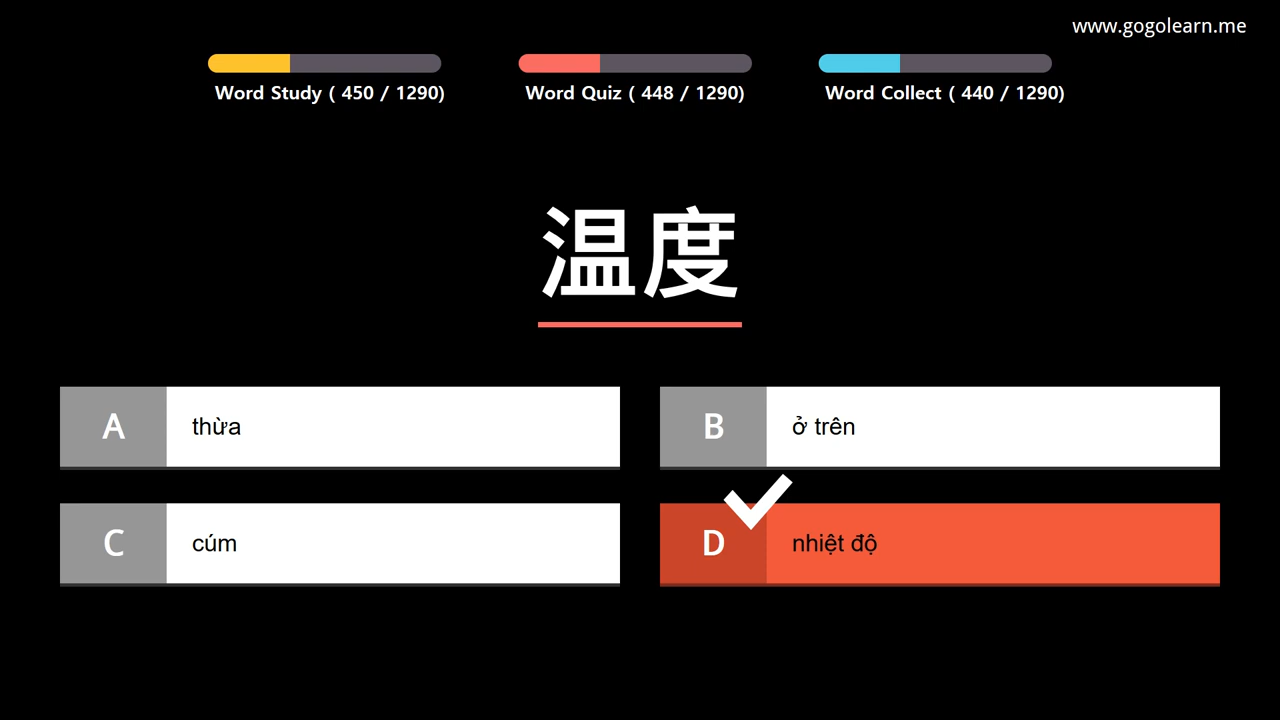 www.gogolearn.me
Word Study ( 450 / 1290)
Word Quiz ( 448 / 1290)
Word Collect ( 440 / 1290)
温度
A thừa
B ở trên
C cúm
D nhiệt độ